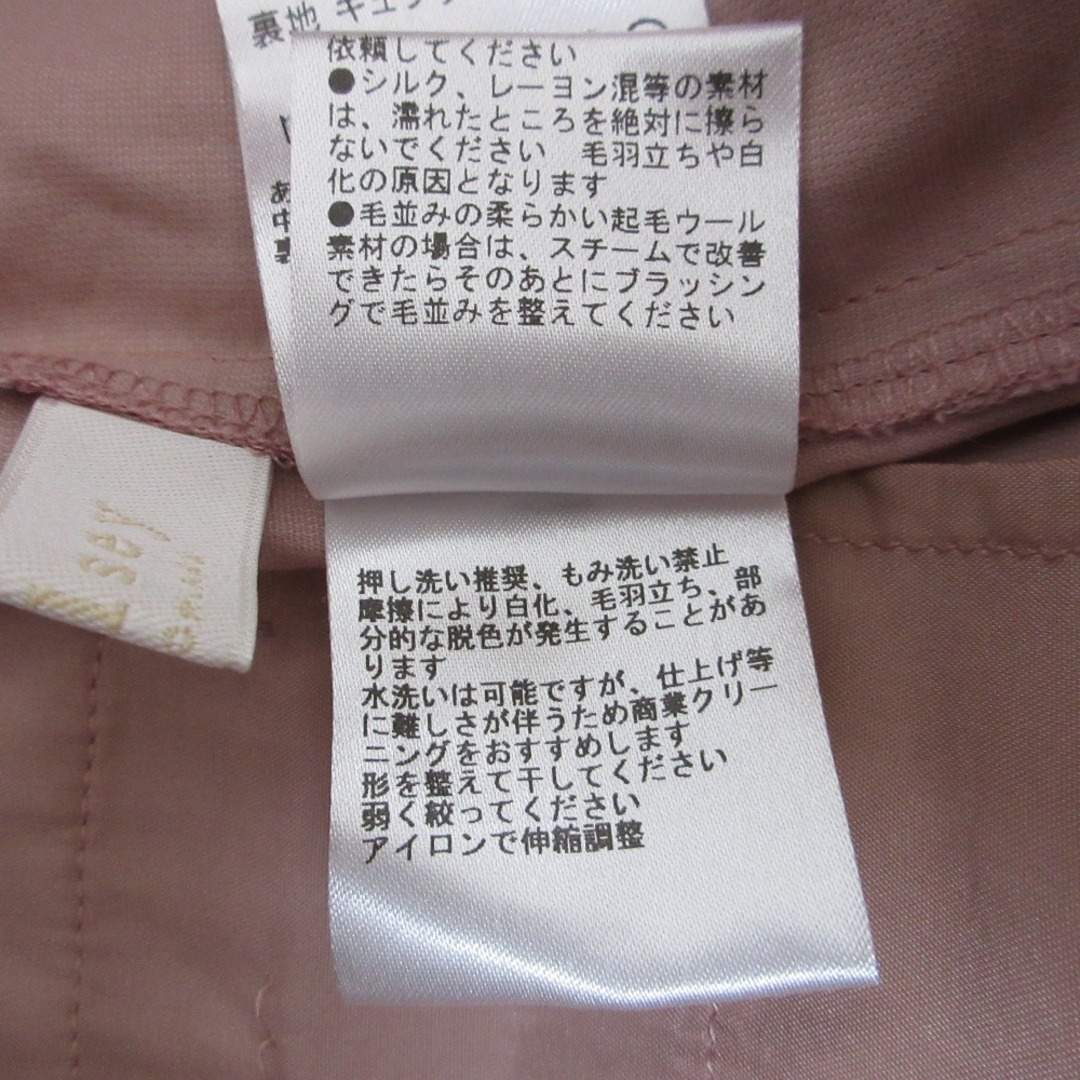 裏地 キュプラ
依頼してください
●シルク、レーヨン混等の素材
は、濡れたところを絶対に擦ら
ないでください 毛羽立ちや白
化の原因となります
●毛並みの柔らかい起毛ウール
素材の場合は、スチームで改善
できたらそのあとにブラッシン
グで毛並みを整えてください
あ
中
裏
sey
押し洗い推奨、もみ洗い禁止
摩擦により白化、毛羽立ち、部
分的な脱色が発生することがあ
ります
水洗いは可能ですが、仕上げ等
に難しさが伴うため商業クリー
ニングをおすすめします
形を整えて干してください
弱く絞ってください
アイロンで伸縮調整